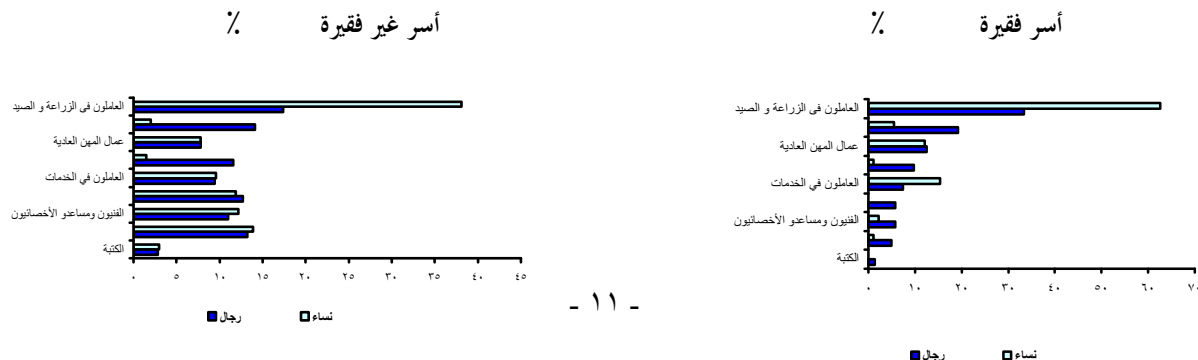 أسر فقيرة ٪
العاملون فى الزراعة و الصيد
عمال المهن العادية
العاملون في الخدمات
الفنيون ومساعدو الأخصائيون
الكتبة
٠ ١٠ ٢٠ ٣٠ ٤٠ ٥٠ ٦٠ ٧٠
نساء رجال
أسر غير فقيرة ٪
العاملون فى الزراعة و الصيد
عمال المهن العادية
العاملون في الخدمات
الفنيون ومساعدو الأخصائيون
الكتبة
٠ ٥ ١٠ ١٥ ٢٠ ٢٥ ٣٠ ٣٥ ٤٠ ٤٥
نساء رجال
- ١١ -